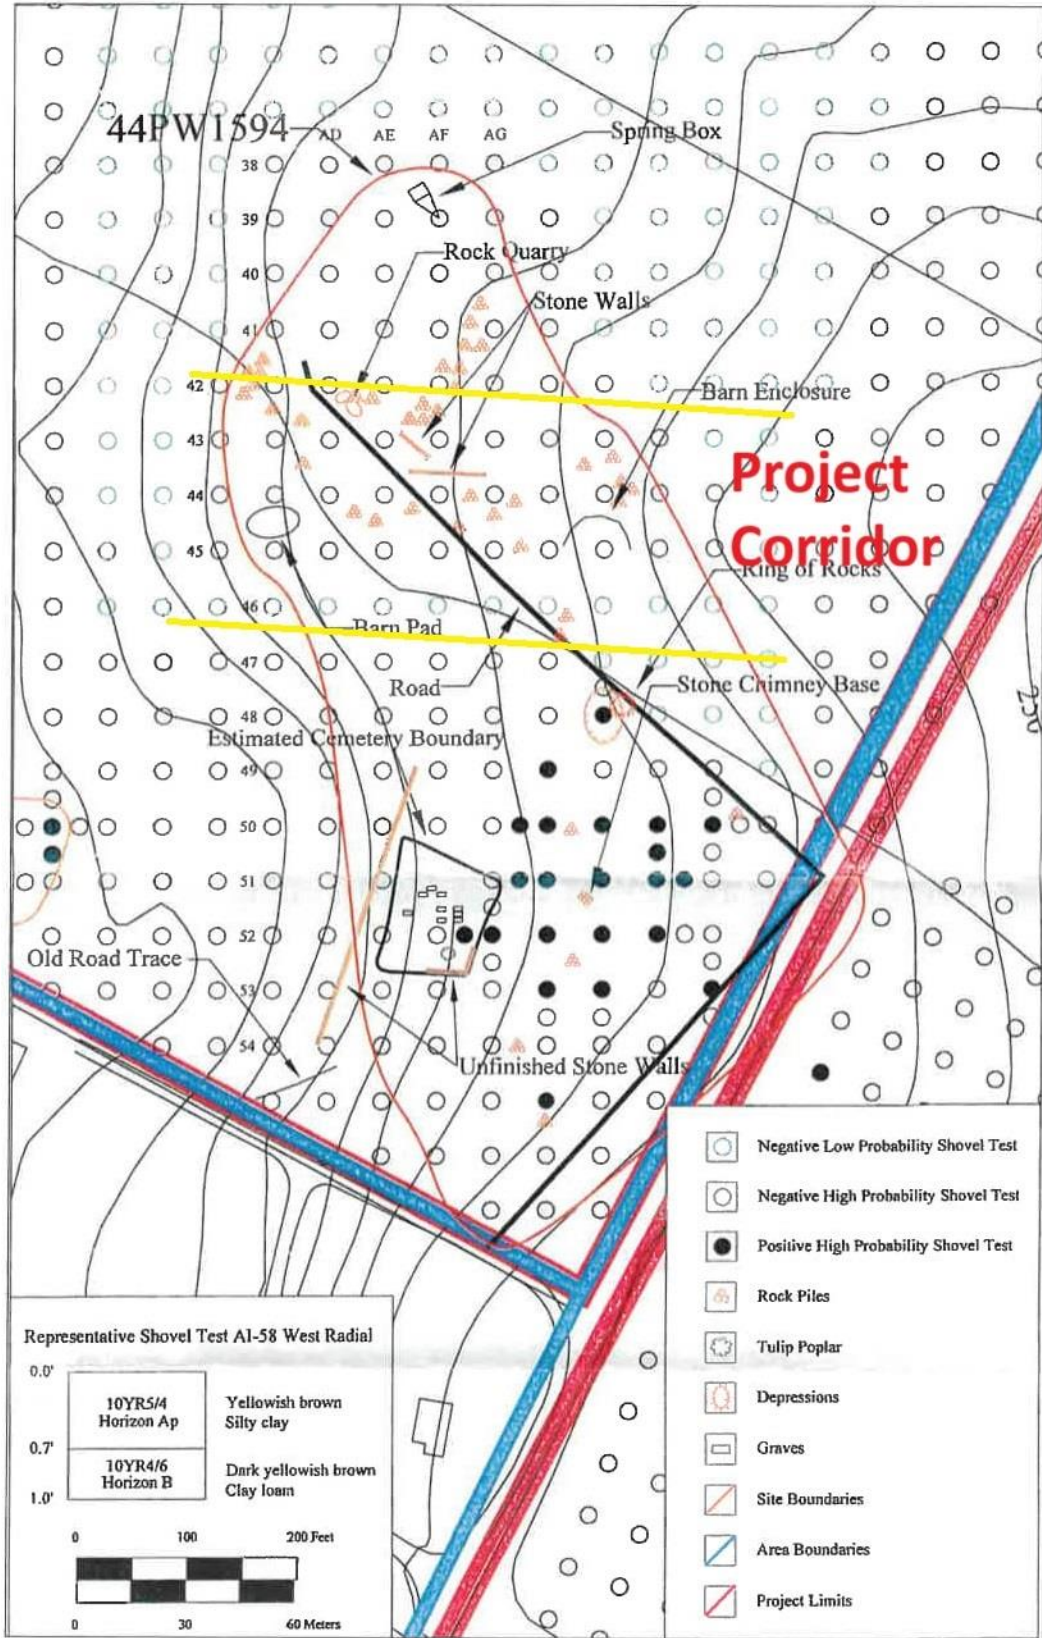 44PW1594
AD AE AF AG
Spring Box
38
39
Rock Quarry
40
Stone Walls
41
42
Barn Enclosure
43
Project
44
Corridor
45
Ring of Rocks
46
Barn Pad
47
Road
Stone Chimney Base
48
Estimated Cemetery Boundary
49
50
51
52
Old Road Trace
53
54
Unfinished Stone Walls
Negative Low Probability Shovel Test
Negative High Probability Shovel Test
Positive High Probability Shovel Test
Rock Piles
Tulip Poplar
Depressions
Graves
Site Boundaries
Area Boundaries
Project Limits
Representative Shovel Test AI-58 West Radial
0.0'
10YR5/4
Horizon Ap
Yellowish brown
Silty clay
0.7'
10YR4/6
Horizon B
Dark yellowish brown
Clay loam
1.0'
0 100 200 Feet
0 30 60 Meters